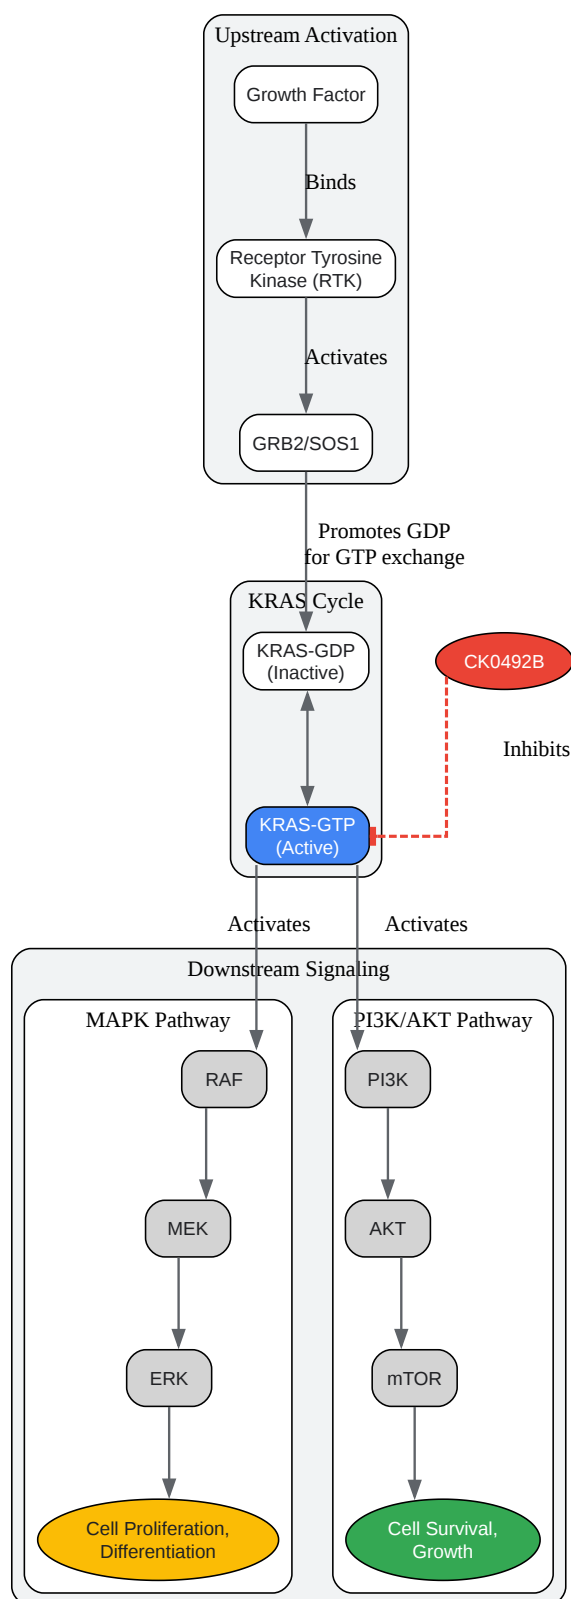 Upstream Activation
Growth Factor
Binds
Receptor Tyrosine
Kinase (RTK)
Activates
GRB2/SOS1
Promotes GDP
for GTP exchange
KRAS Cycle
KRAS-GDP
(Inactive)
CK0492B
Inhibits
KRAS-GTP
(Active)
Activates
Activates
Downstream Signaling
MAPK Pathway
PI3K/AKT Pathway
RAF
PI3K
MEK
AKT
ERK
mTOR
Cell Proliferation,
Differentiation
Cell Survival,
Growth